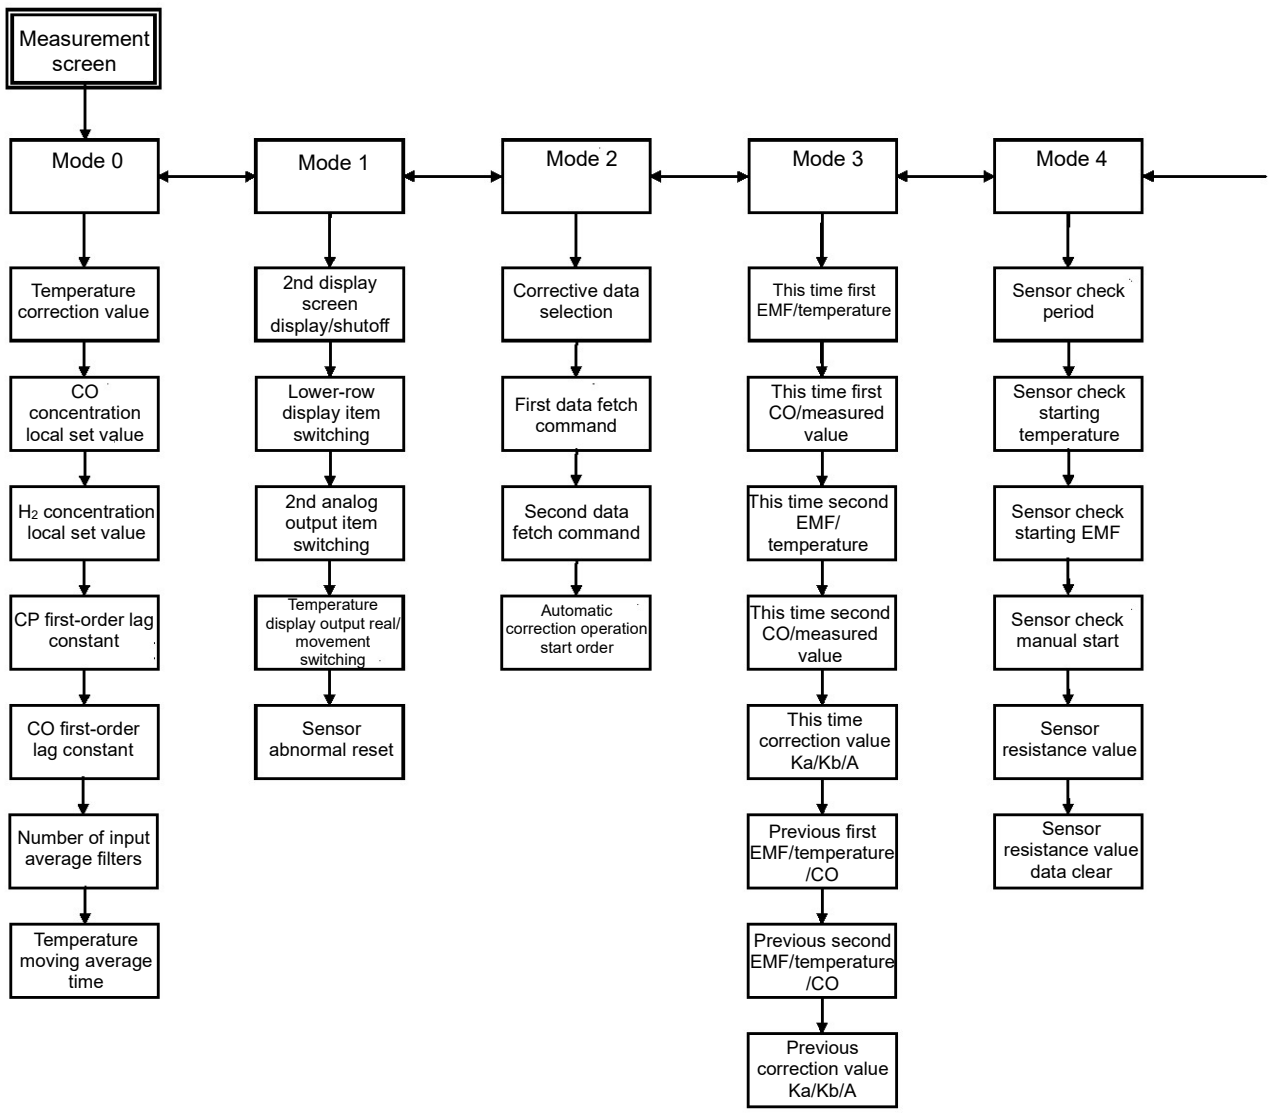 Measurement
screen
Mode 0
Mode 1
Mode 2
Mode 3
Mode 4
Temperature
correction value
CO
concentration
local set value
H₂ concentration
local set value
CP first-order lag
constant
CO first-order
lag constant
Number of input
average filters
Temperature
moving average
time
2nd display
screen
display/shutoff
Lower-row
display item
switching
2nd analog
output item
switching
Temperature
display output real/
movement
switching
Sensor
abnormal reset
Corrective data
selection
First data fetch
command
Second data
fetch command
Automatic
correction operation
start order
This time first
EMF/temperature
This time first
CO/measured
value
This time second
EMF/
temperature
This time second
CO/measured
value
This time
correction value
Ka/Kb/A
Previous first
EMF/temperature
/CO
Previous second
EMF/temperature
/CO
Previous
correction value
Ka/Kb/A
Sensor check
period
Sensor check
starting
temperature
Sensor check
starting EMF
Sensor check
manual start
Sensor
resistance value
Sensor
resistance value
data clear